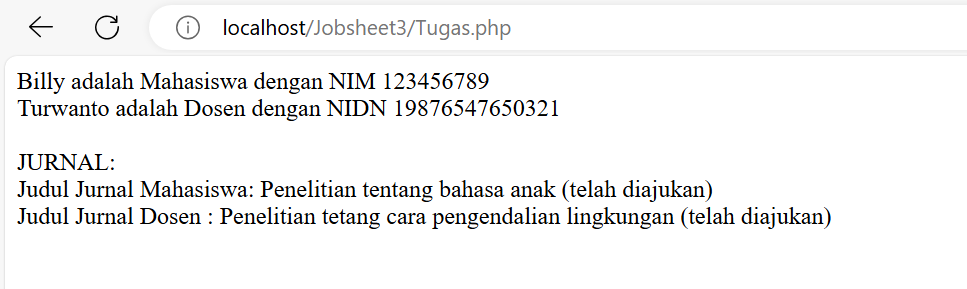 localhost/Jobsheet3/Tugas.php
Billy adalah Mahasiswa dengan NIM 123456789
Turwanto adalah Dosen dengan NIDN 19876547650321
JURNAL:
Judul Jurnal Mahasiswa: Penelitian tentang bahasa anak (telah diajukan)
Judul Jurnal Dosen : Penelitian tetang cara pengendalian lingkungan (telah diajukan)